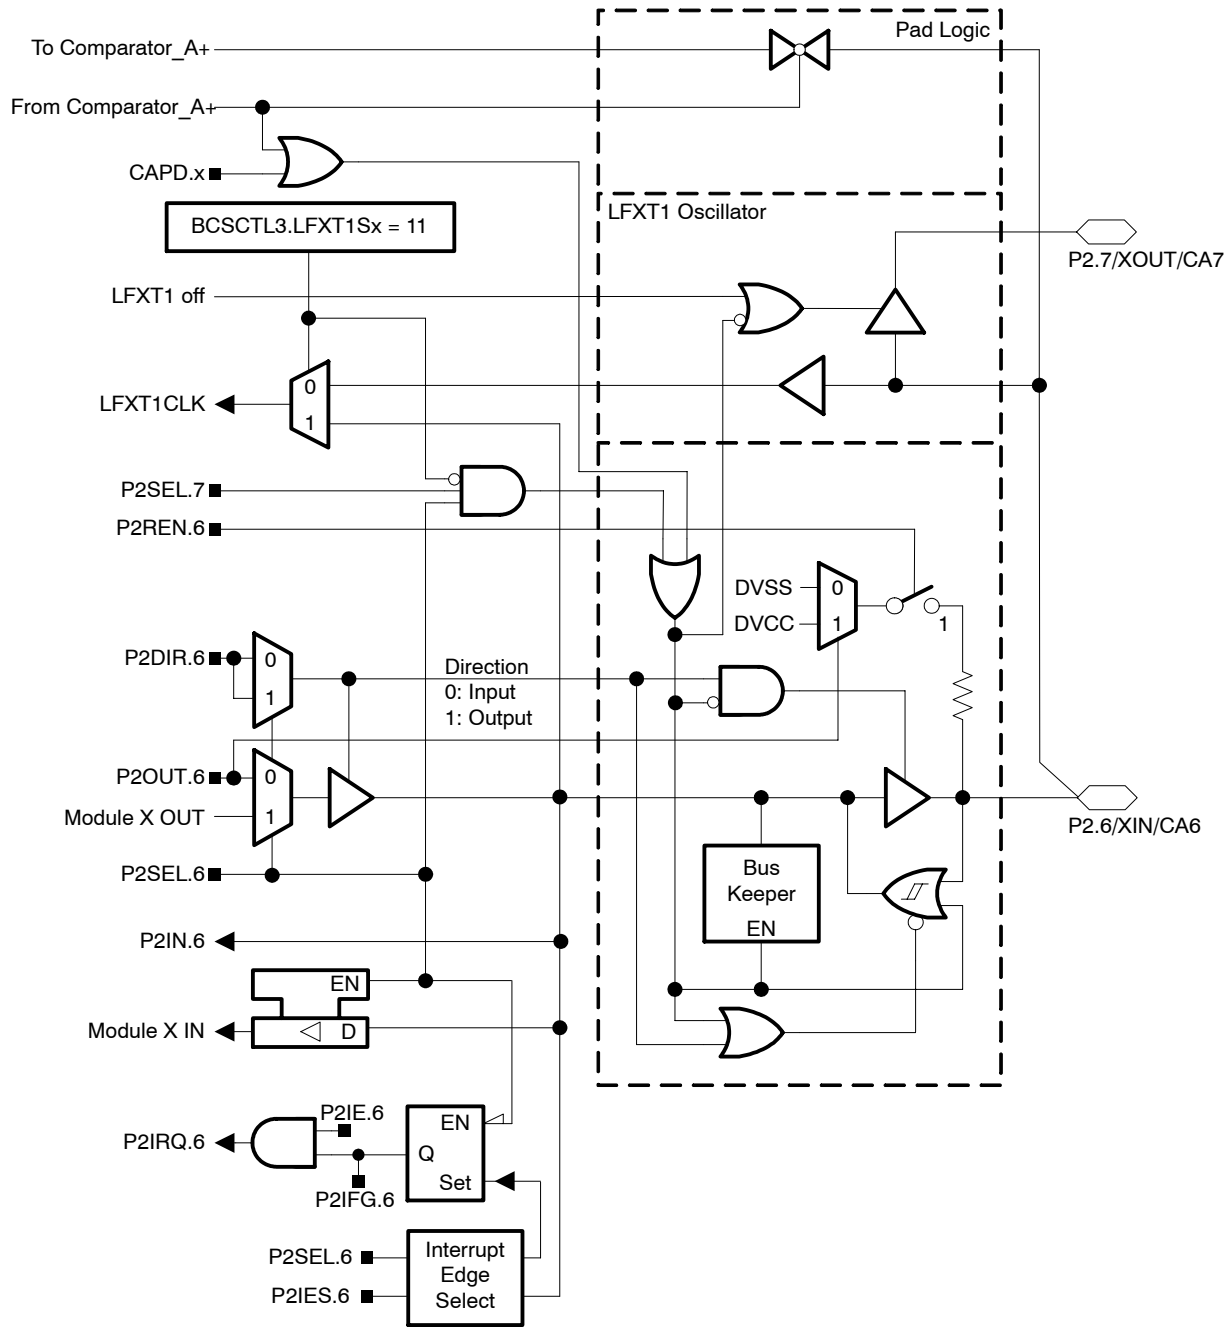 Pad Logic
To Comparator_A+
From Comparator_A+
CAPD.x
BCSCTL3.LFXT1Sx = 11
LFXT1 Oscillator
P2.7/XOUT/CA7
LFXT1 off
0
LFXT1CLK
1
P2SEL.7
P2REN.6
DVSS
0
DVCC
1
1
P2DIR.6
0
1
Direction
0: Input
1: Output
P2OUT.6
0
Module X OUT
1
P2.6/XIN/CA6
P2SEL.6
Bus
Keeper
EN
P2IN.6
EN
Module X IN
D
P2IE.6
EN
P2IRQ.6
Q
Set
P2IFG.6
P2SEL.6
Interrupt
Edge
Select
P2IES.6